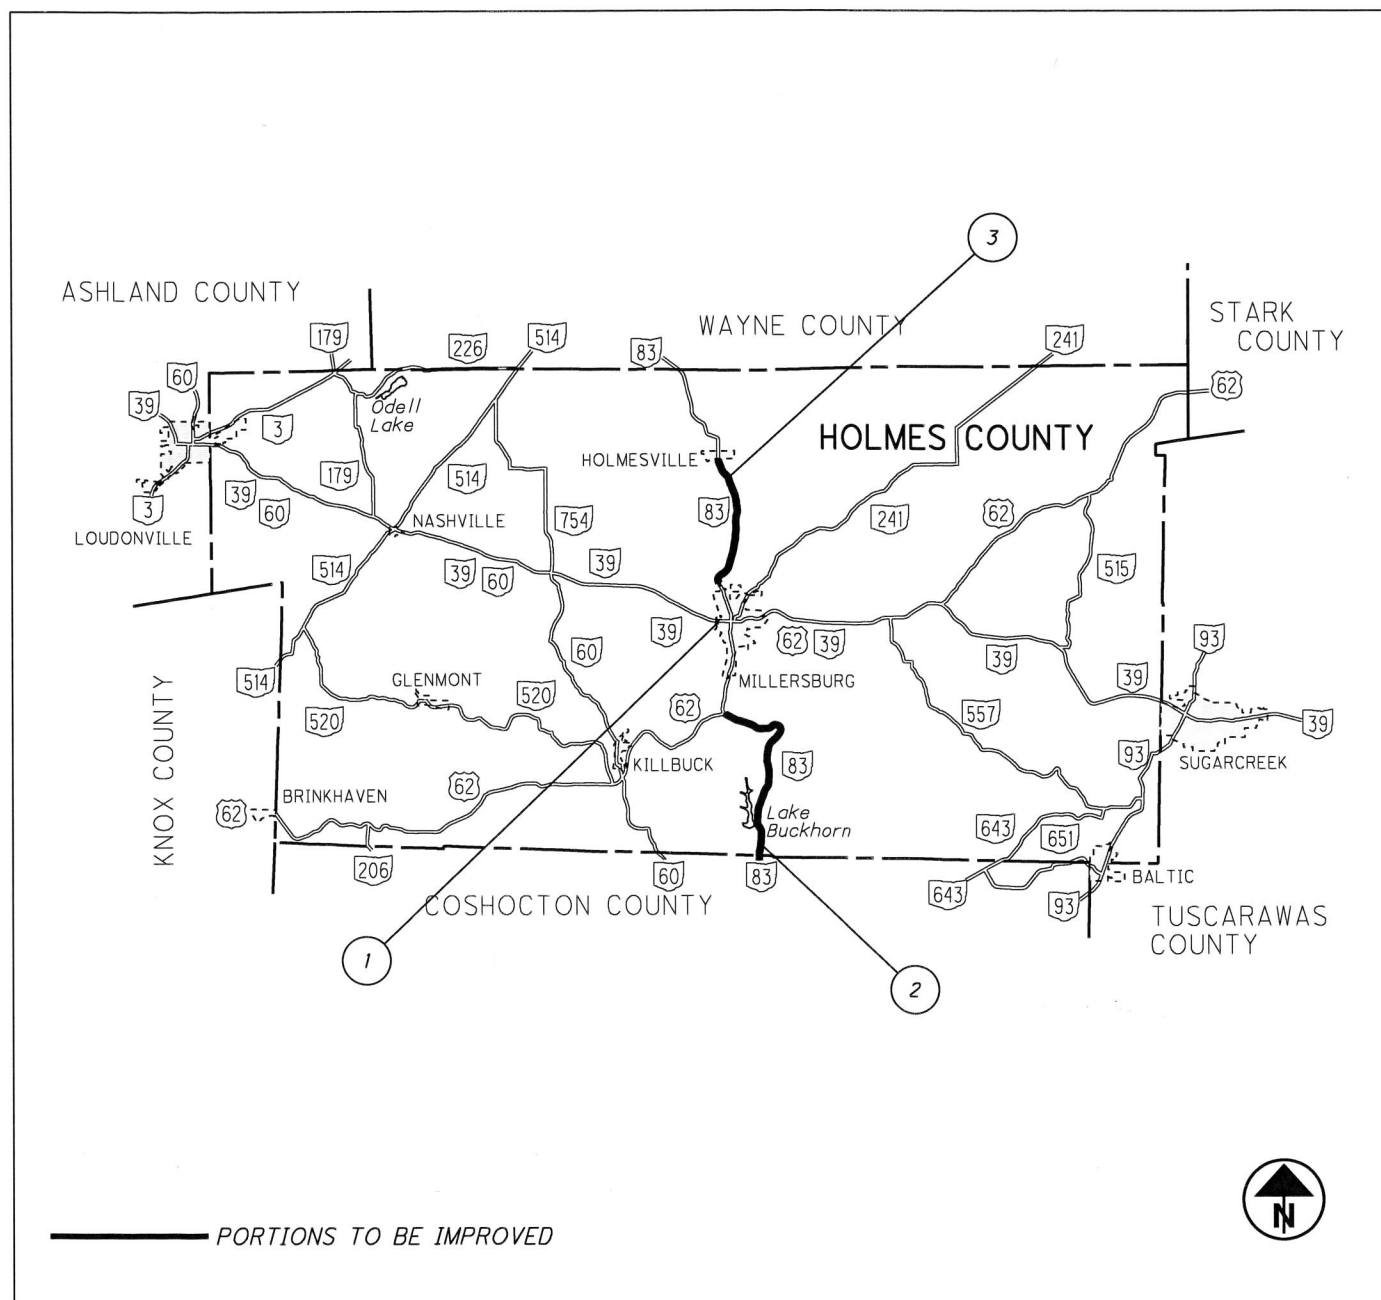 3
ASHLAND COUNTY
WAYNE COUNTY
STARK
COUNTY
179
226
514
83
241
62
60
39
3
Odell
Lake
HOLMES COUNTY
HOLMESVILLE
179
514
39
60
3
LOUDONVILLE
NASHVILLE
754
83
241
62
514
39
60
39
515
39
60
62
39
39
93
514
GLENMONT
520
520
62
MILLERSBURG
557
39
39
KNOX COUNTY
KILLBUCK
83
93
SUGARCREEK
62
BRINKHAVEN
62
Lake
Buckhorn
643
651
206
60
83
643
93
BALTIC
COSHOCTON COUNTY
TUSCARAWAS
COUNTY
1
2
N
PORTIONS TO BE IMPROVED